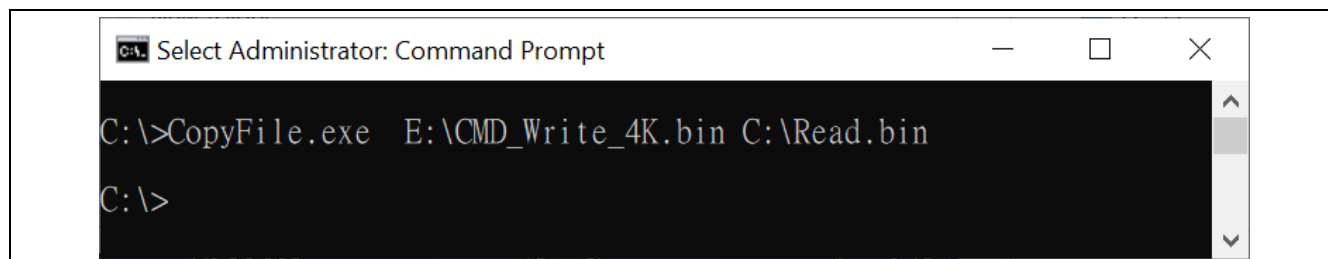 Select Administrator: Command Prompt
C:\>CopyFile.exe  E:\CMD_Write_4K.bin C:\Read.bin
C:\>